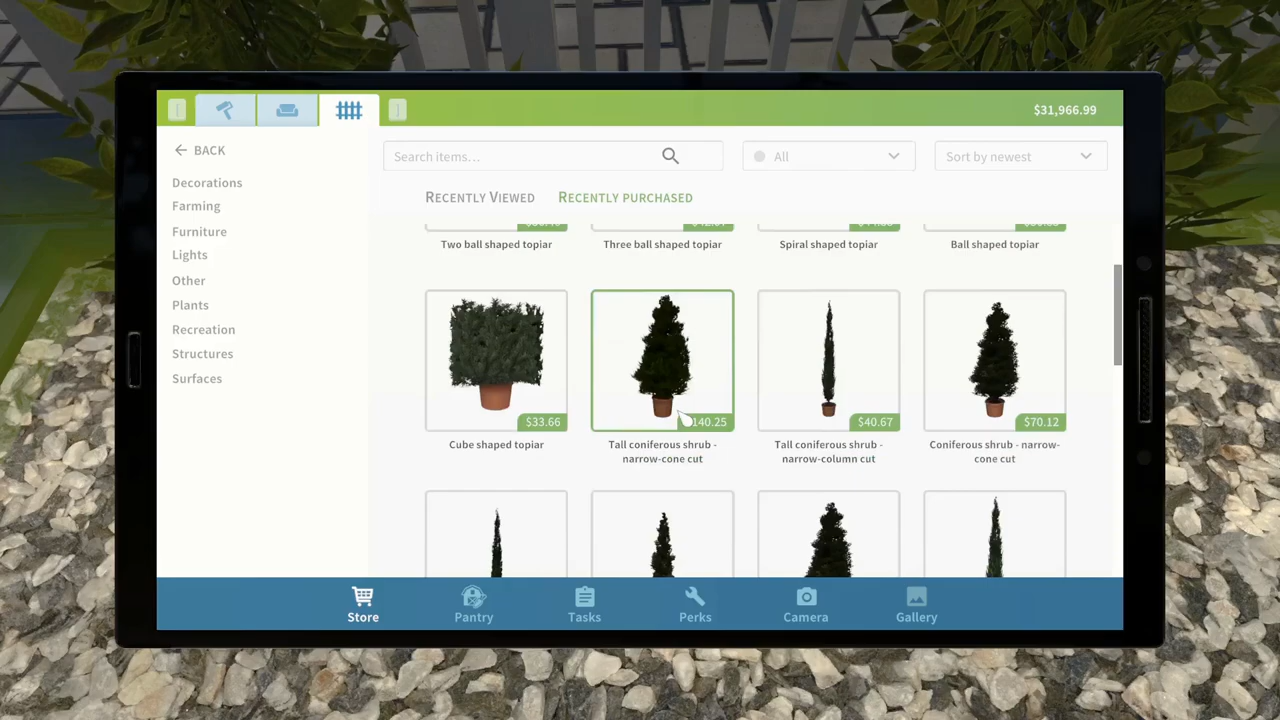 $31,966.99
BACK
Search items...
All
Sort by newest
Decorations
Farming
Furniture
Lights
Other
Plants
Recreation
Structures
Surfaces
RECENTLY VIEWED
RECENTLY PURCHASED
Two ball shaped topiar
Three ball shaped topiar
Spiral shaped topiar
Ball shaped topiar
$33.66
140.25
$40.67
$70.12
Cube shaped topiar
Tall coniferous shrub -
narrow-cone cut
Tall coniferous shrub -
narrow-column cut
Coniferous shrub - narrow-
cone cut
Store
Pantry
Tasks
Perks
Camera
Gallery